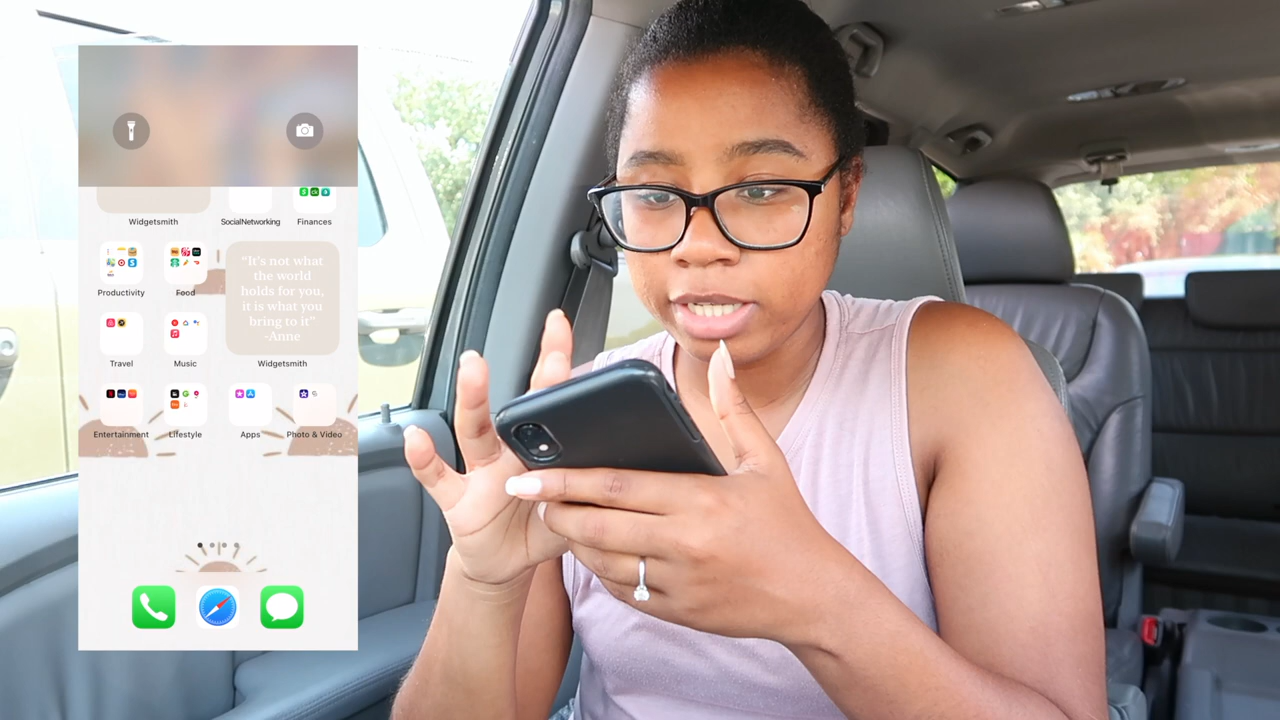 Widgetsmith
SocialNetworking
Finances
Productivity
Food
"It's not what
the world
holds for you,
it is what you
bring to it"
-Anne
Travel
Music
Widgetsmith
Entertainment
Lifestyle
Apps
Photo & Video